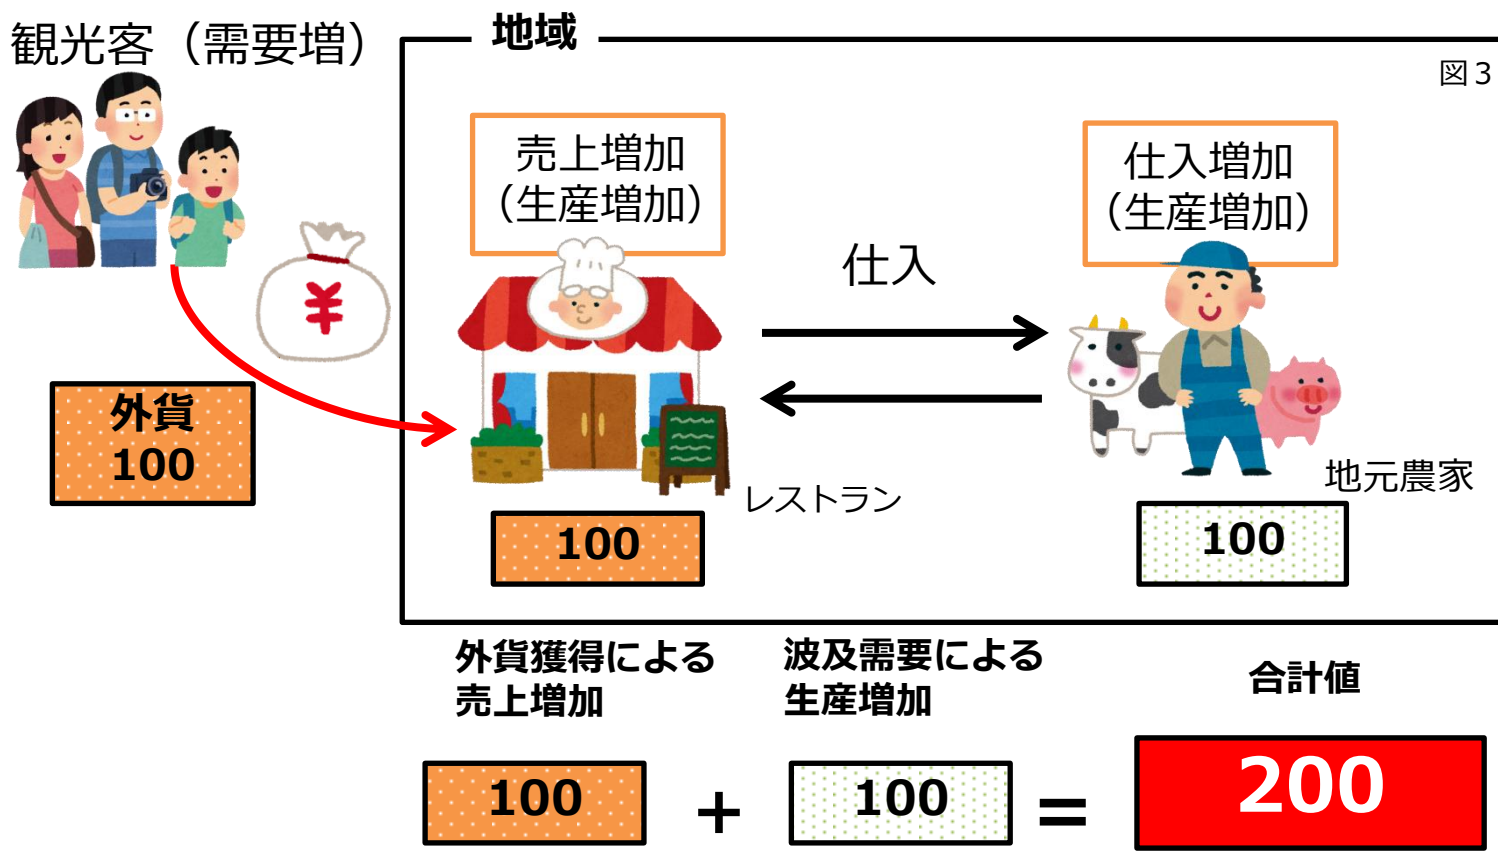 観光客（需要増）
地域
図３
売上増加
（生産増加）
仕入増加
（生産増加）
仕入
¥
外貨
100
レストラン
地元農家
100
100
外貨獲得による
売上増加
波及需要による
生産増加
合計値
100
+
100
=
200